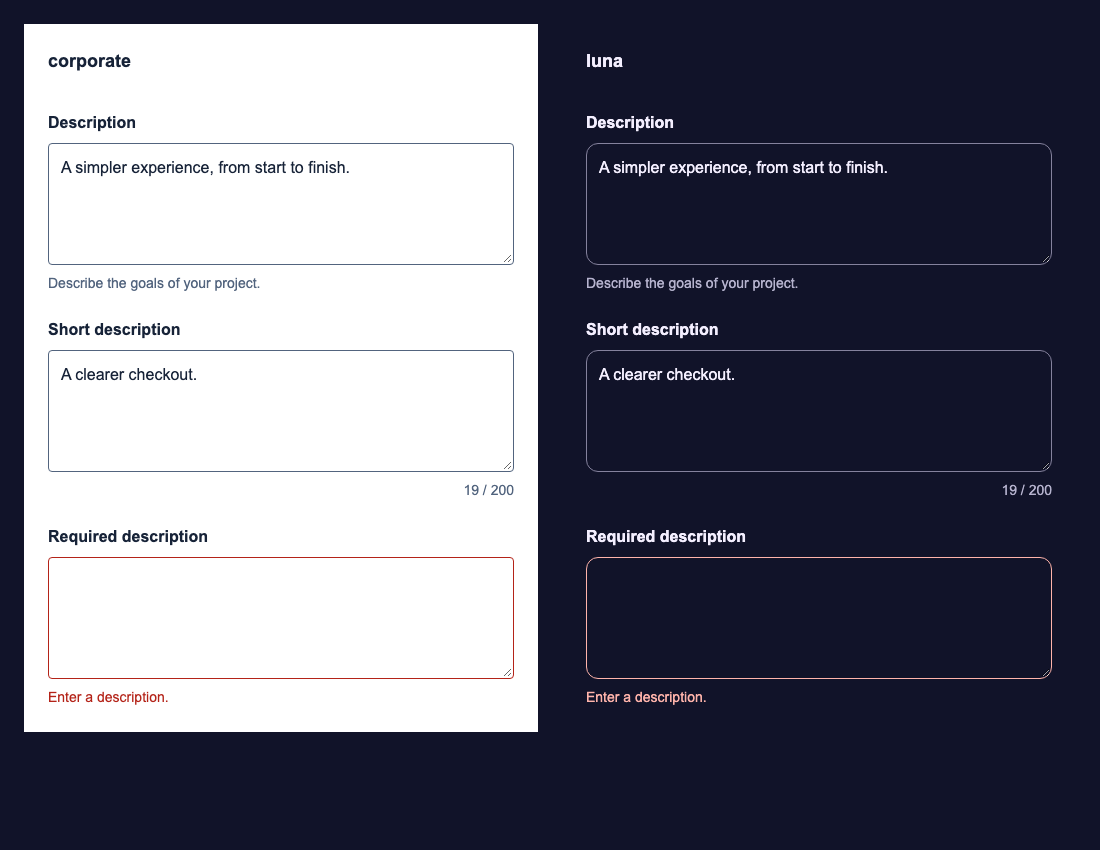 corporate
Description
A simpler experience, from start to finish.
Describe the goals of your project.
Short description
A clearer checkout.
19 / 200
Required description
Enter a description.
luna
Description
A simpler experience, from start to finish.
Describe the goals of your project.
Short description
A clearer checkout.
19 / 200
Required description
Enter a description.